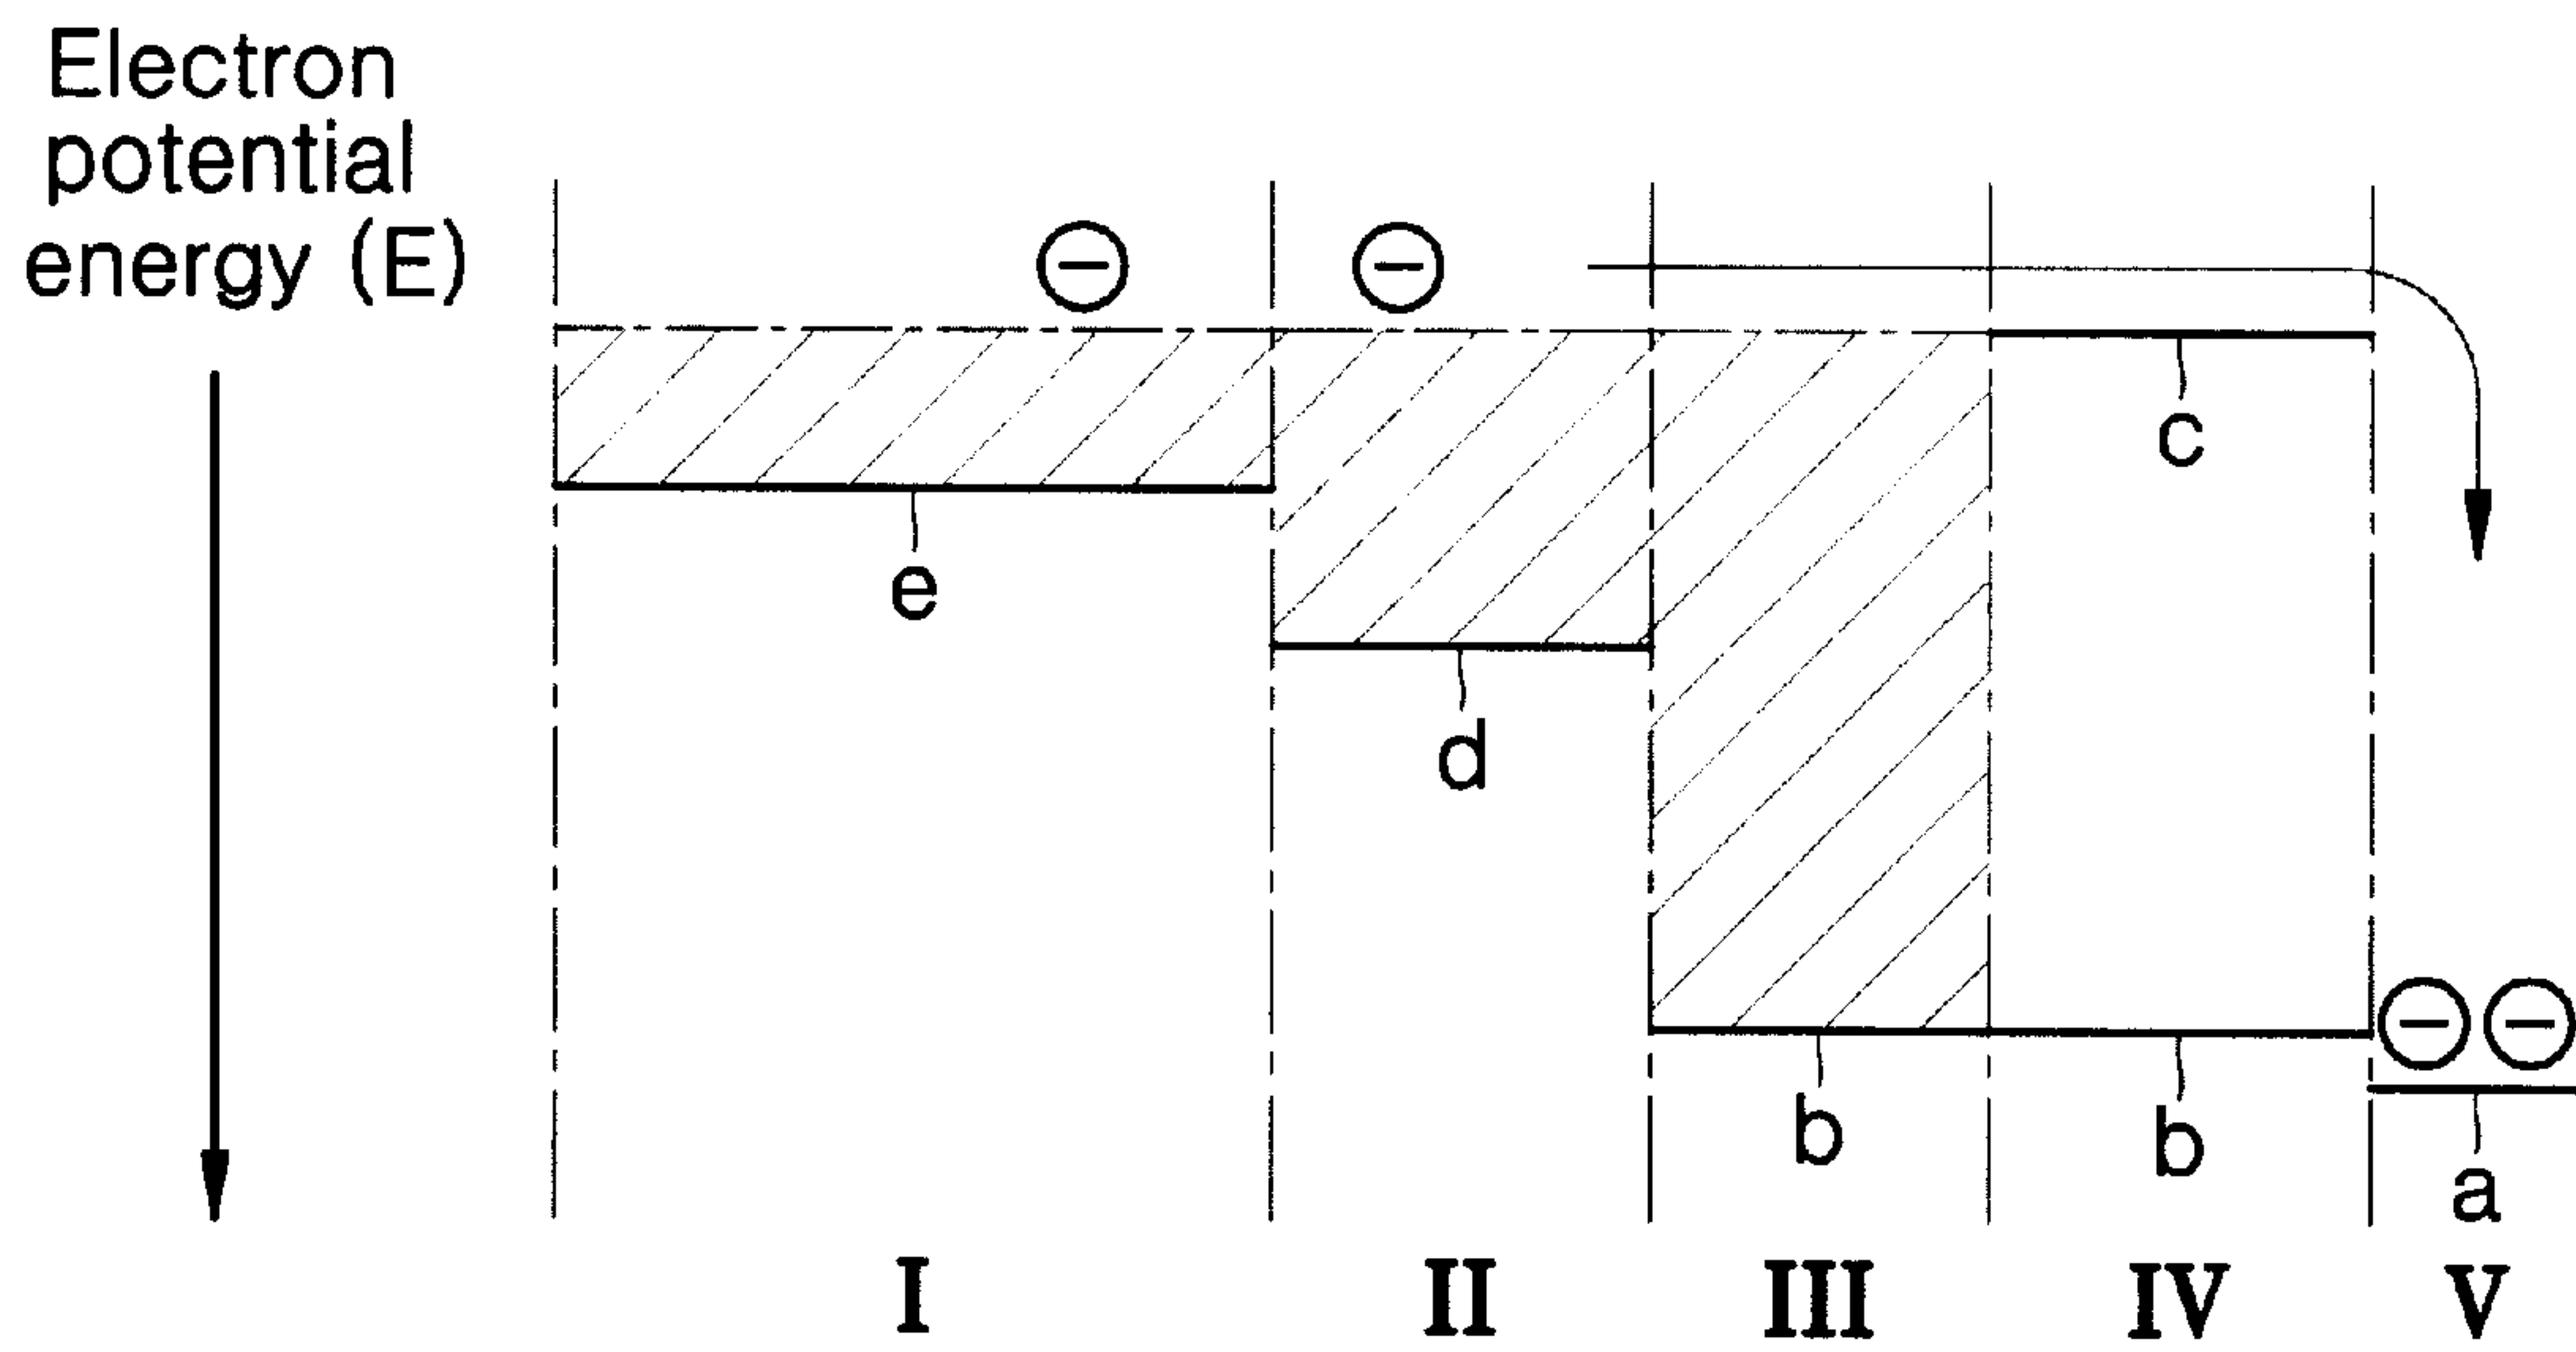 Electron
potential
energy (E)
c
e
d
b
b
a
I
II
III
IV
V